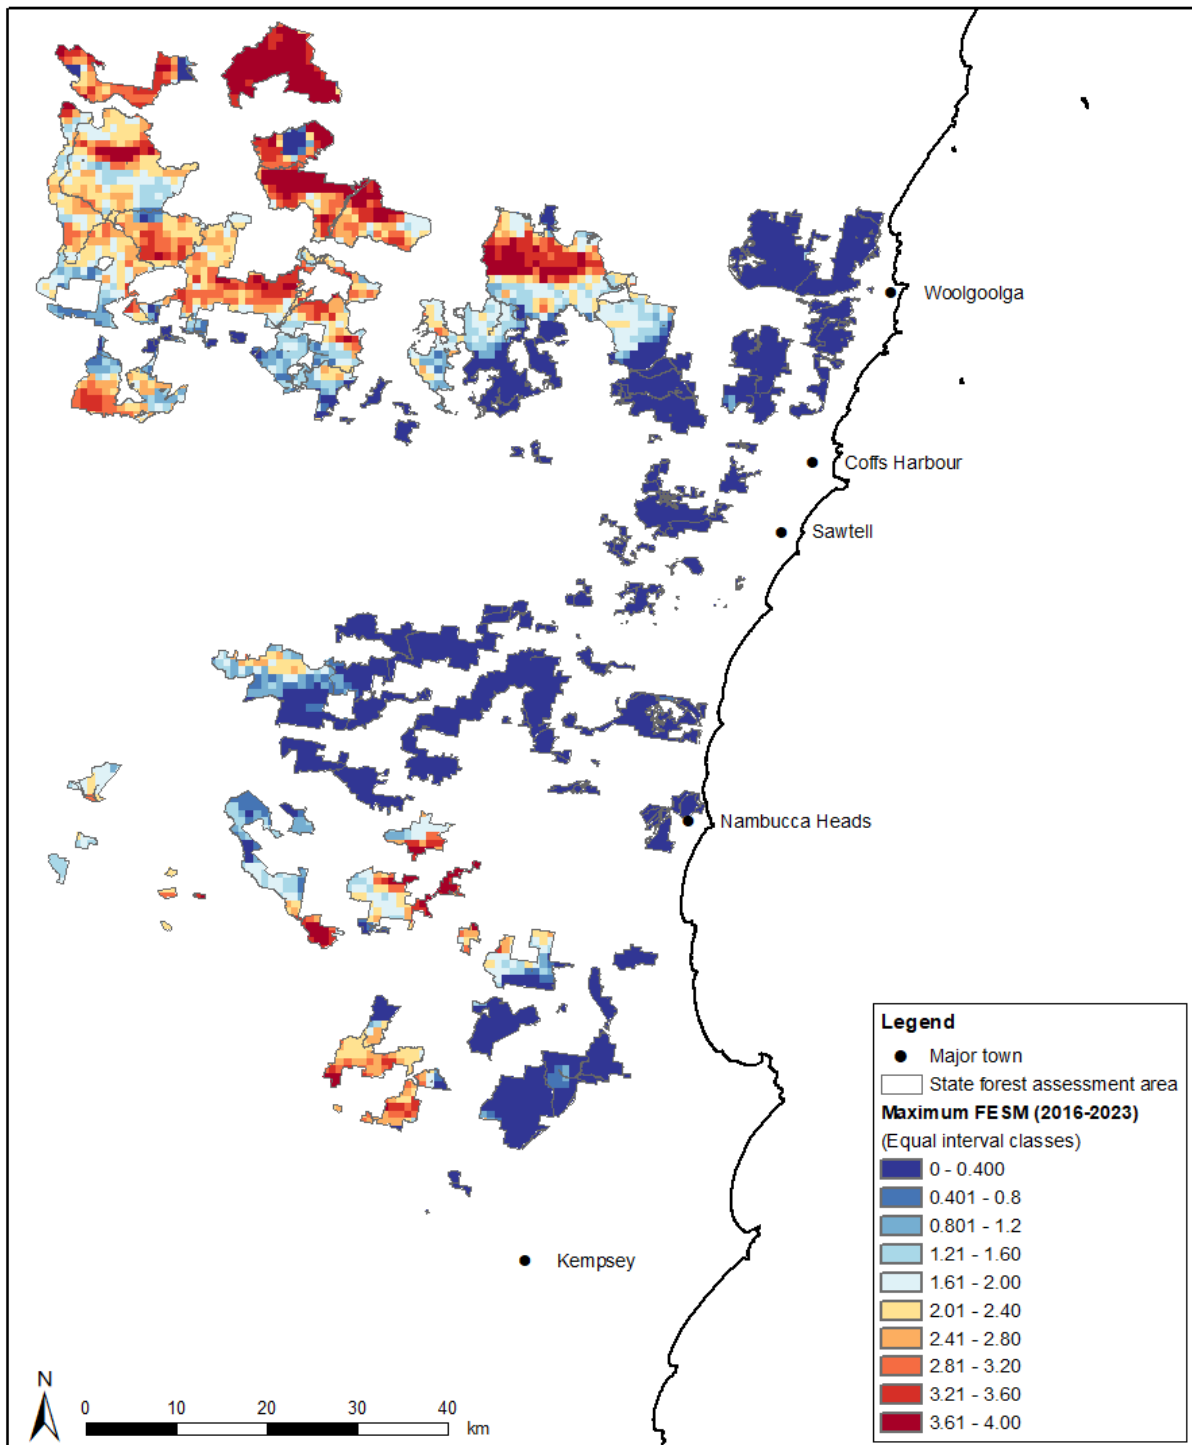 Woolgoolga
Coffs Harbour
Sawtell
Nambucca Heads
Kempsey
Legend
Major town
State forest assessment area
Maximum FESM (2016-2023)
(Equal interval classes)
0 - 0.400
0.401 - 0.8
0.801 - 1.2
1.21 - 1.60
1.61 - 2.00
2.01 - 2.40
2.41 - 2.80
2.81 - 3.20
3.21 - 3.60
3.61 - 4.00
N
0 10 20 30 40
km